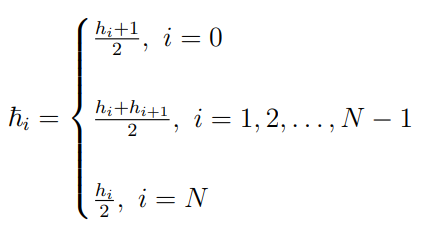 ħ_i = { (h_i+1)/2, i = 0
(h_i+h_{i+1})/2, i = 1, 2, . . . , N − 1
h_i/2, i = N